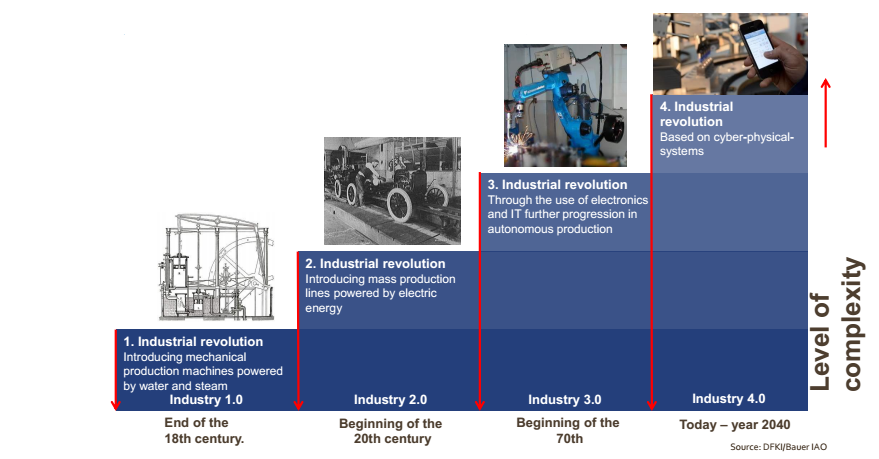 4. Industrial
revolution
Based on cyber-physical-
systems
3. Industrial revolution
Through the use of electronics
and IT further progression in
autonomous production
2. Industrial revolution
Introducing mass production
lines powered by electric
energy
1. Industrial revolution
Introducing mechanical
production machines powered
by water and steam
Industry 1.0
Industry 2.0
Industry 3.0
Industry 4.0
End of the
18th century.
Beginning of the
20th century
Beginning of the
70th
Today – year 2040
Level of
complexity
Source: DFKI/Bauer IAO